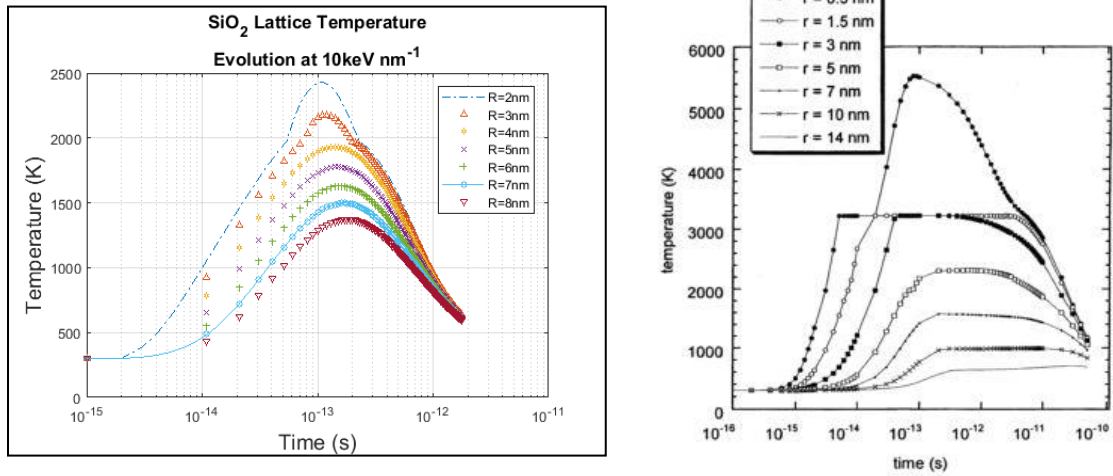 SiO2 Lattice Temperature
Evolution at 10keV nm-1
2500
2000
1500
1000
500
0
Temperature (K)
10-15
10-14
10-13
10-12
10-11
Time (s)
R=2nm
R=3nm
R=4nm
R=5nm
R=6nm
R=7nm
R=8nm
r = 1.5 nm
r = 3 nm
r = 5 nm
r = 7 nm
r = 10 nm
r = 14 nm
6000
5000
4000
3000
2000
1000
0
temperature (K)
10-16
10-15
10-14
10-13
10-12
10-11
10-10
time (s)